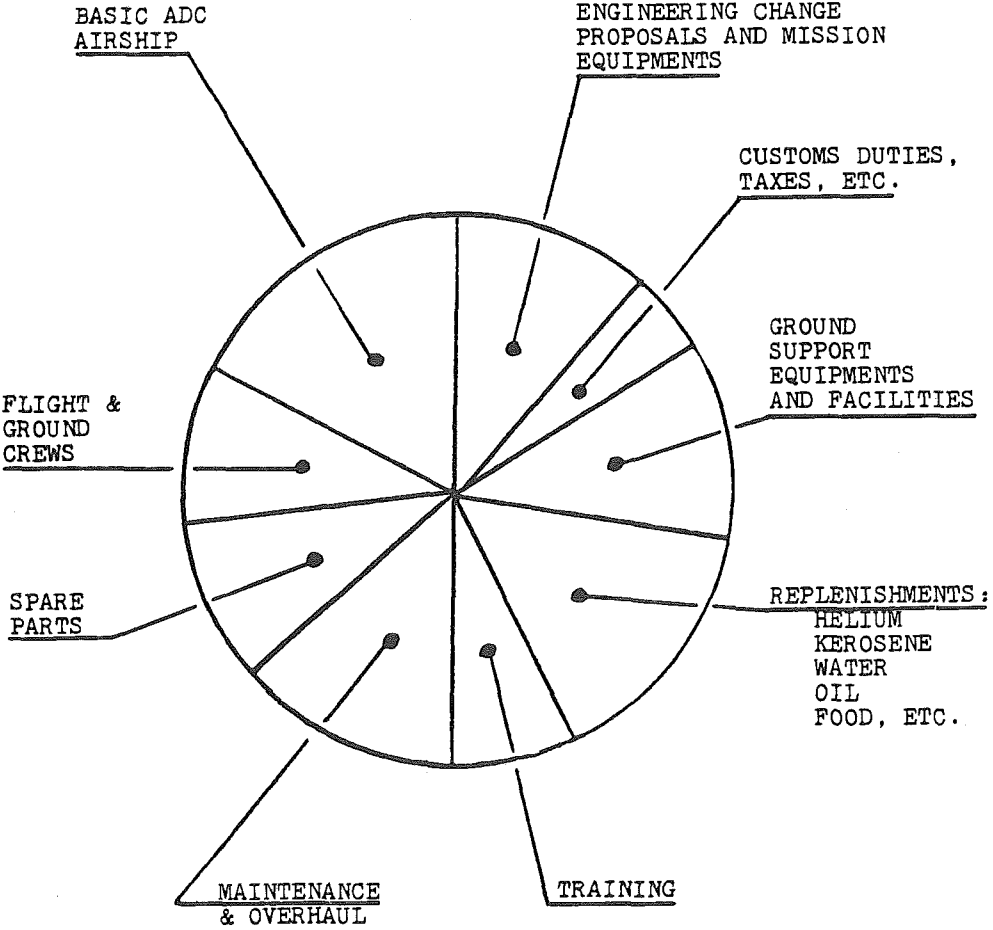 BASIC ADC
AIRSHIP
ENGINEERING CHANGE
PROPOSALS AND MISSION
EQUIPMENTS
CUSTOMS DUTIES,
TAXES, ETC.
GROUND
SUPPORT
EQUIPMENTS
AND FACILITIES
FLIGHT &
GROUND
CREWS
SPARE
PARTS
REPLENISHMENTS:
HELIUM
KEROSENE
WATER
OIL
FOOD, ETC.
MAINTENANCE
& OVERHAUL
TRAINING